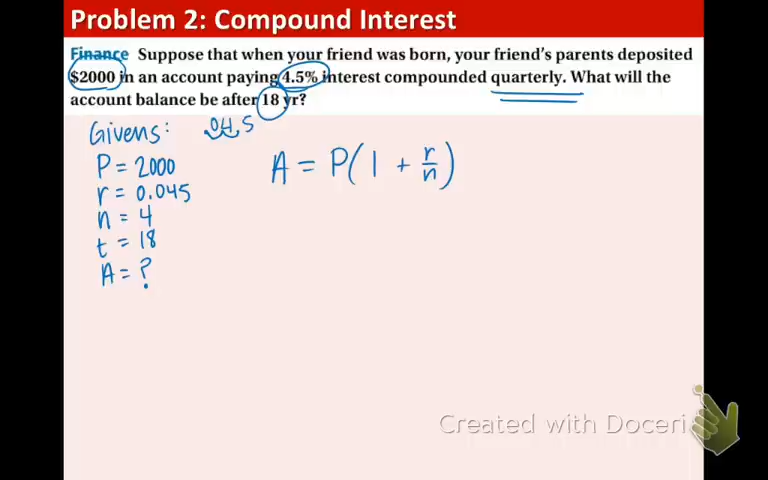 Problem 2: Compound Interest
Finance Suppose that when your friend was born, your friend's parents deposited
$2000 in an account paying 4.5% interest compounded quarterly. What will the
account balance be after 18 yr?
Givens: 04.5
P = 2000
r = 0.045
n = 4
t = 18
A = ?
A = P(1 + r/n)
Created with Doceri